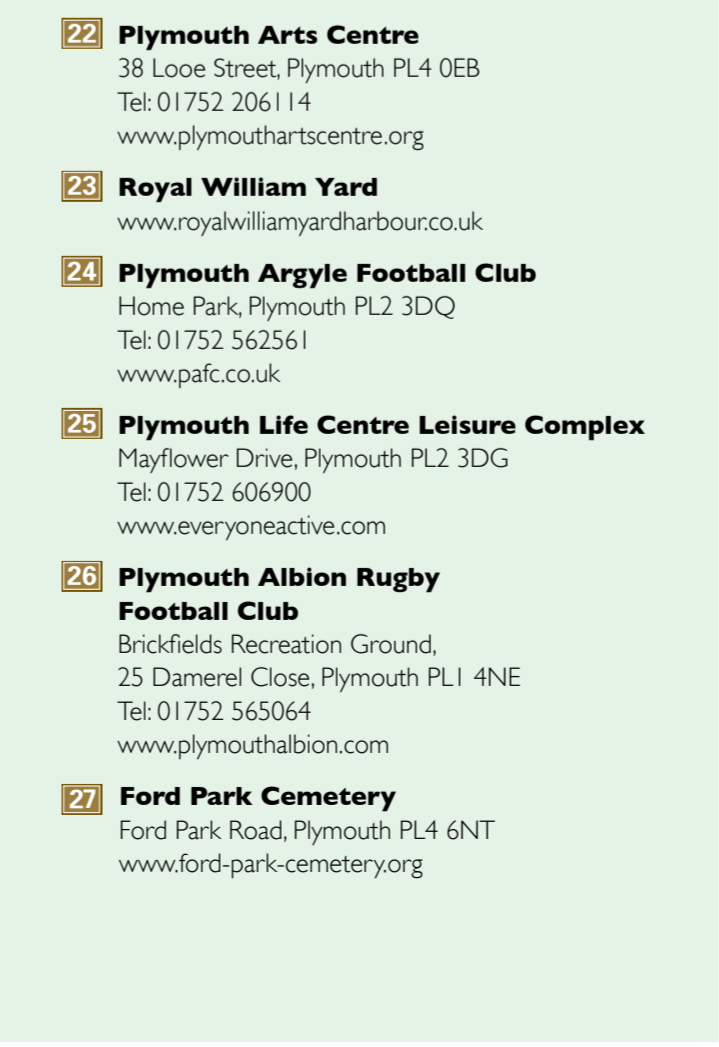 22 Plymouth Arts Centre
38 Looe Street, Plymouth PL4 0EB
Tel: 01752 206114
www.plymouthartscentre.org
23 Royal William Yard
www.royalwilliamyardharbour.co.uk
24 Plymouth Argyle Football Club
Home Park, Plymouth PL2 3DQ
Tel: 01752 562561
www.pafc.co.uk
25 Plymouth Life Centre Leisure Complex
Mayflower Drive, Plymouth PL2 3DG
Tel: 01752 606900
www.everyoneactive.com
26 Plymouth Albion Rugby
Football Club
Brickfields Recreation Ground,
25 Damerel Close, Plymouth PL1 4NE
Tel: 01752 565064
www.plymouthalbion.com
27 Ford Park Cemetery
Ford Park Road, Plymouth PL4 6NT
www.ford-park-cemetery.org